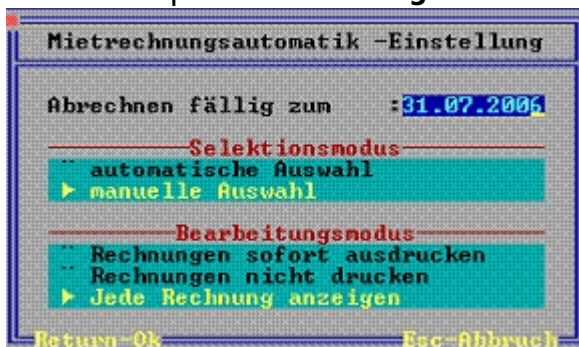 Mietrechnungsautomatik -Einstellung
Abrechnen fällig zum :31.07.2006
Selektionsmodus
automatische Auswahl
manuelle Auswahl
Bearbeitungsmodus
Rechnungen sofort ausdrucken
Rechnungen nicht drucken
Jede Rechnung anzeigen
Return-Ok Esc-Abbruch